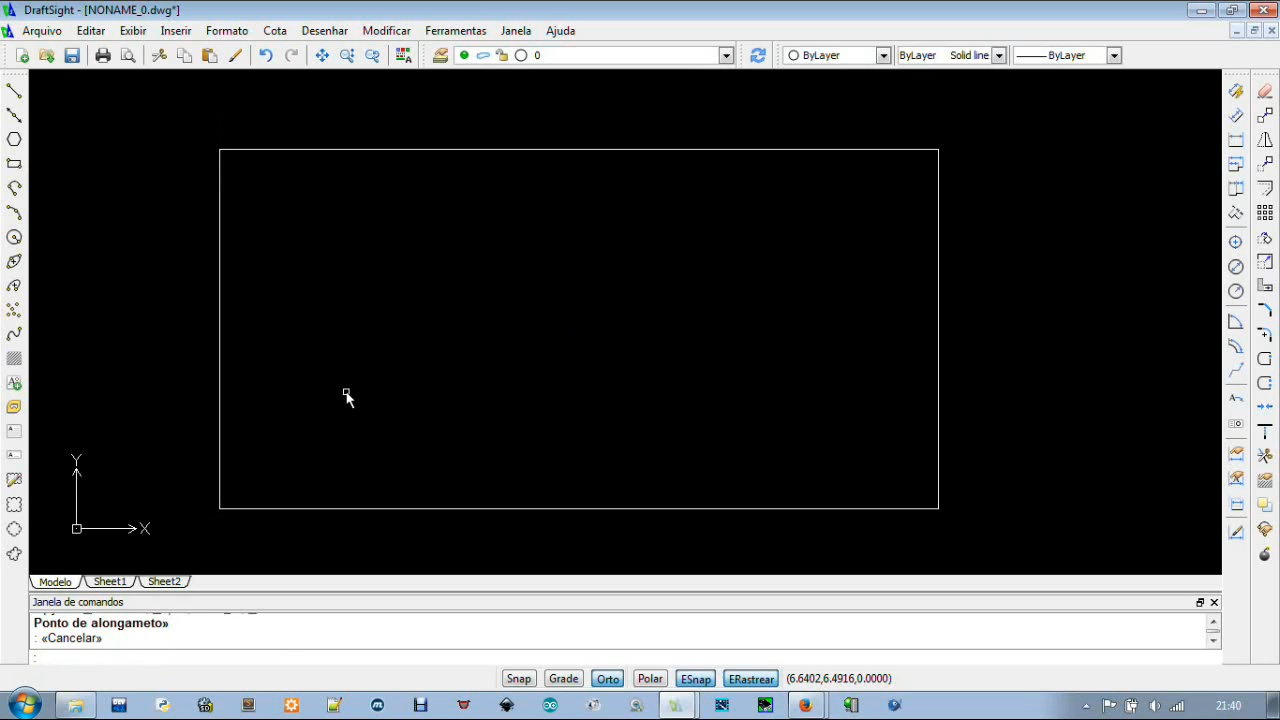 DraftSight - [NONAME_0.dwg*]
Arquivo Editar Exibir Inserir Formato Cota Desenhar Modificar Ferramentas Janela Ajuda
0 ByLayer ByLayer Solid line ByLayer
Y
X
Modelo Sheet1 Sheet2
Janela de comandos
Ponto de alongameto»
: «Cancelar»
:
Snap Grade Orto Polar ESnap ERastrear (6.6402,6.4916,0.0000)
21:40